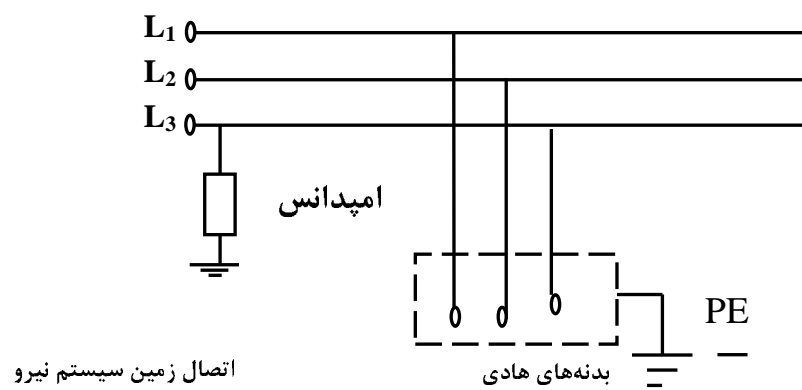 L1
L2
L3
امپدانس
PE
اتصال زمین سیستم نیرو
بدنه‌های هادی